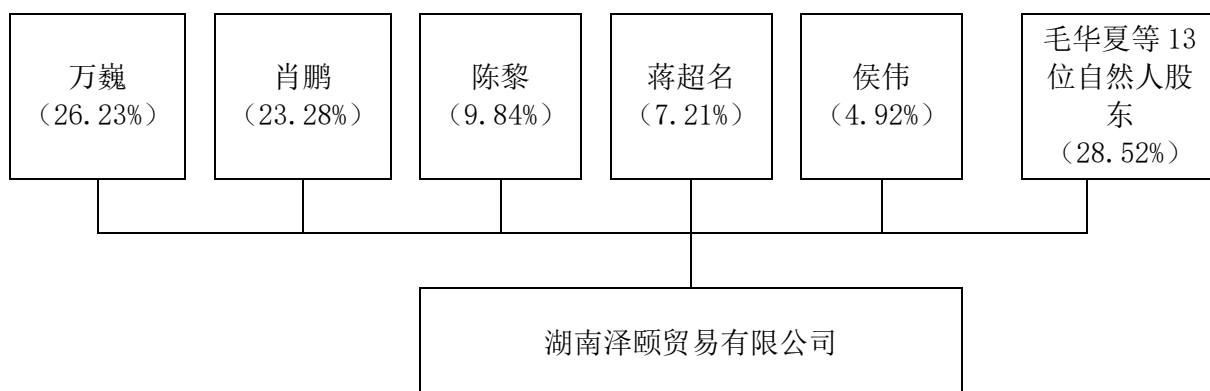 万巍
（26.23%）
肖鹏
（23.28%）
陈黎
（9.84%）
蒋超名
（7.21%）
侯伟
（4.92%）
毛华夏等 13
位自然人股
东
（28.52%）
湖南泽颐贸易有限公司